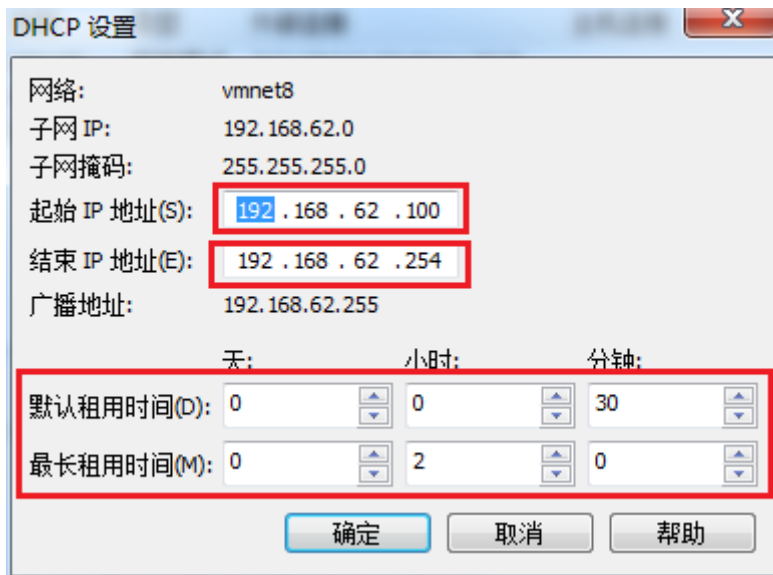 DHCP 设置
网络: vmnet8
子网 IP: 192.168.62.0
子网掩码: 255.255.255.0
起始 IP 地址(S): 192 . 168 . 62 . 100
结束 IP 地址(E): 192 . 168 . 62 . 254
广播地址: 192.168.62.255
天: 小时: 分钟:
默认租用时间(D): 0 0 30
最长租用时间(M): 0 2 0
确定 取消 帮助